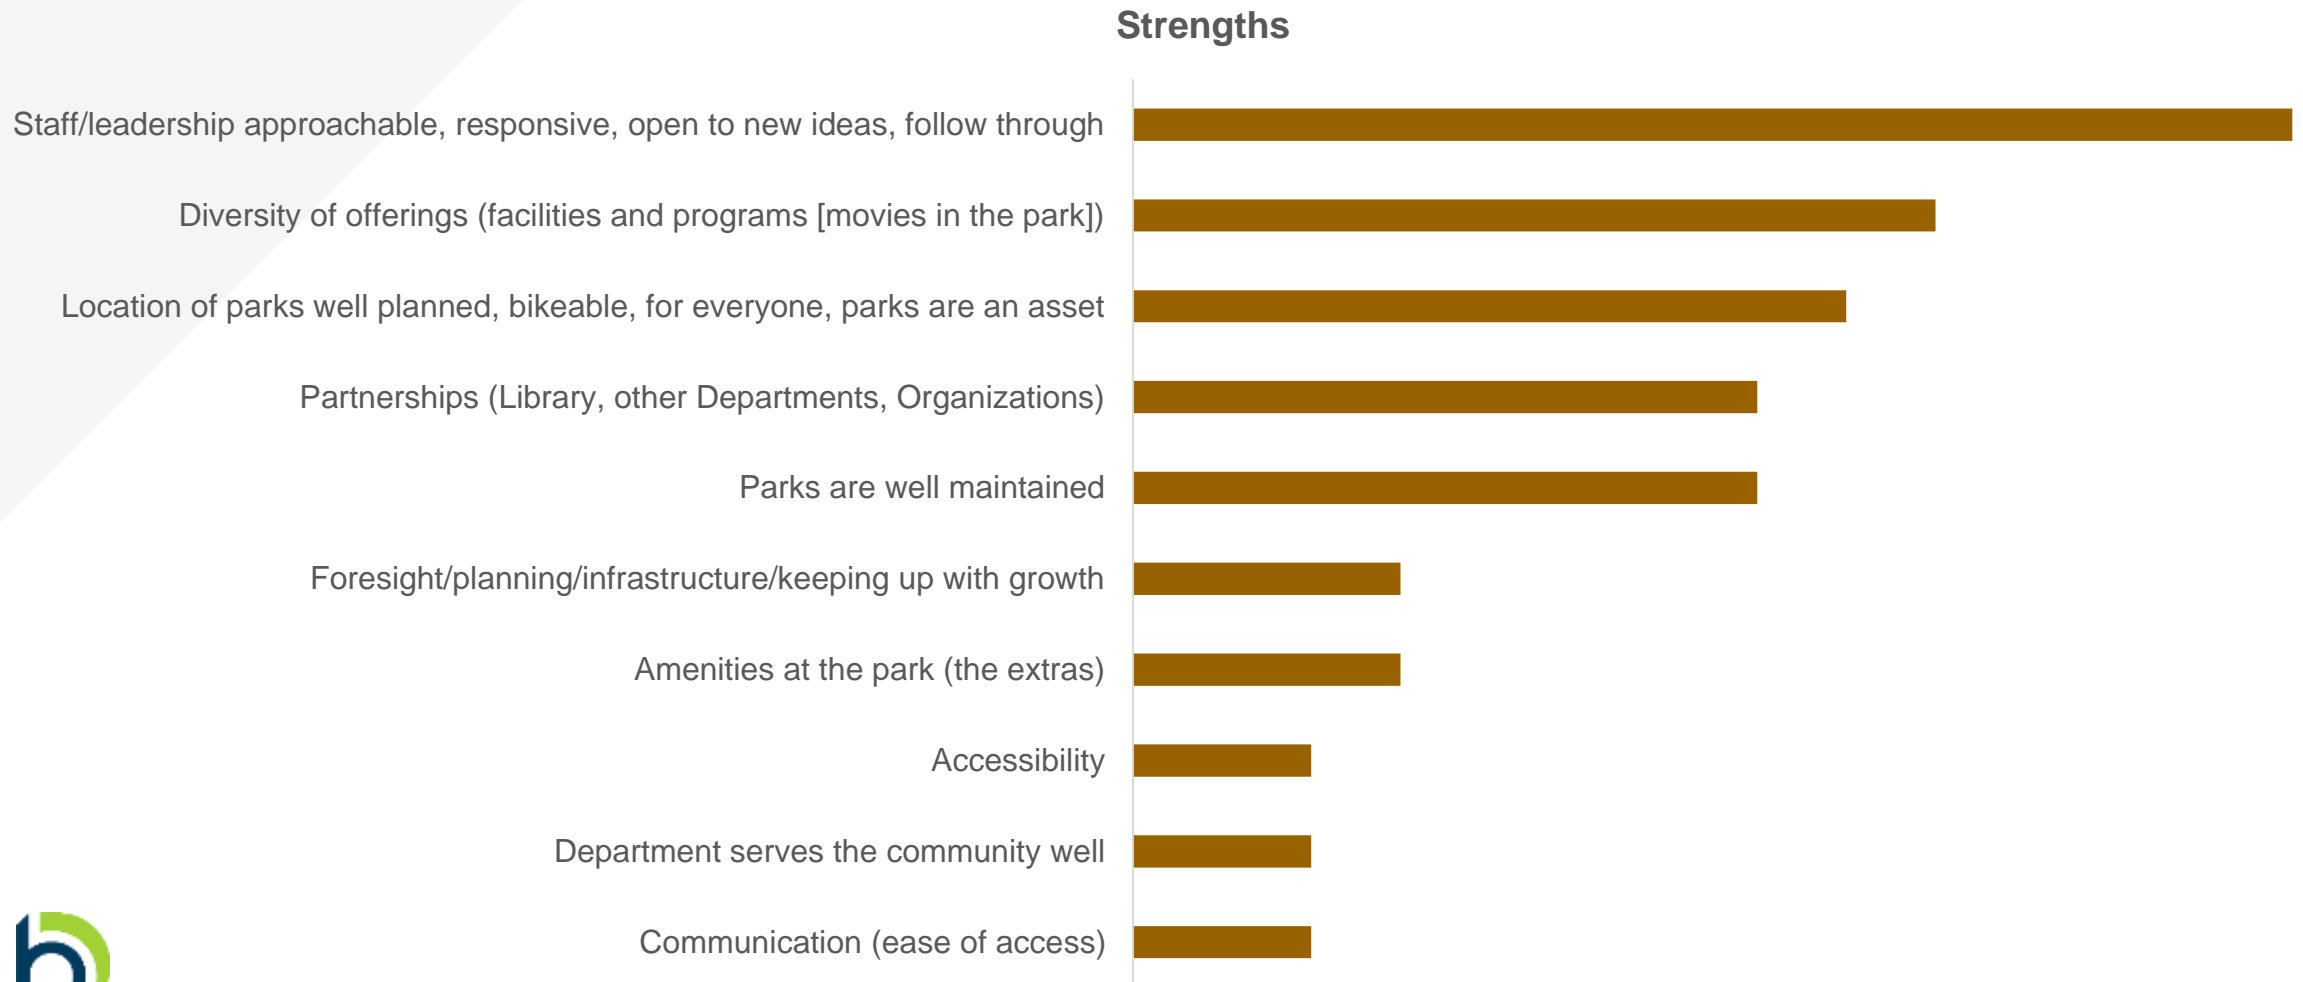 Strengths
Staff/leadership approachable, responsive, open to new ideas, follow through
Diversity of offerings (facilities and programs [movies in the park])
Location of parks well planned, bikeable, for everyone, parks are an asset
Partnerships (Library, other Departments, Organizations)
Parks are well maintained
Foresight/planning/infrastructure/keeping up with growth
Amenities at the park (the extras)
Accessibility
Department serves the community well
Communication (ease of access)